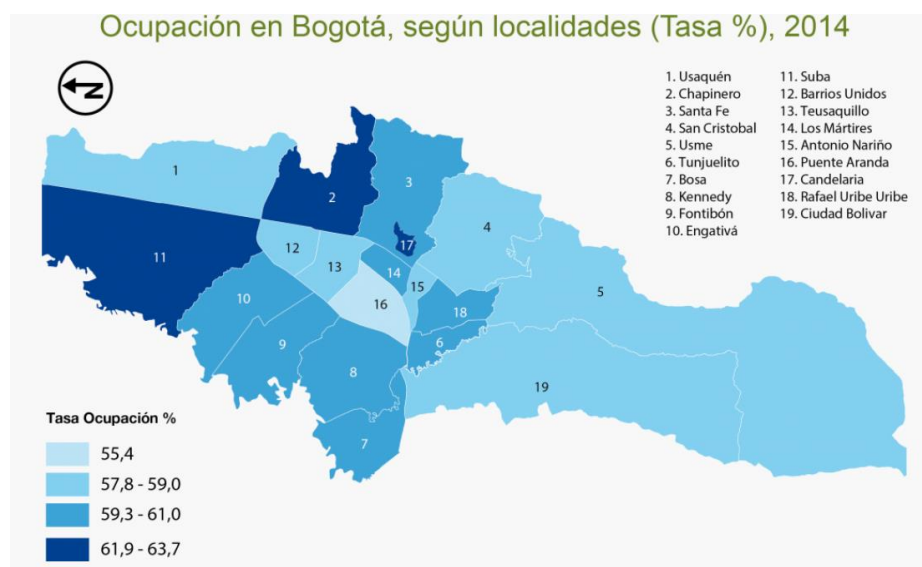 Ocupación en Bogotá, según localidades (Tasa %), 2014
N
1. Usaquén
2. Chapinero
3. Santa Fe
4. San Cristobal
5. Usme
6. Tunjuelito
7. Bosa
8. Kennedy
9. Fontibón
10. Engativá
11. Suba
12. Barrios Unidos
13. Teusaquillo
14. Los Mártires
15. Antonio Nariño
16. Puente Aranda
17. Candelaria
18. Rafael Uribe Uribe
19. Ciudad Bolivar
1
2
3
4
17
11
12
13
14
15
5
10
16
18
6
9
8
19
7
Tasa Ocupación %
55,4
57,8 - 59,0
59,3 - 61,0
61,9 - 63,7